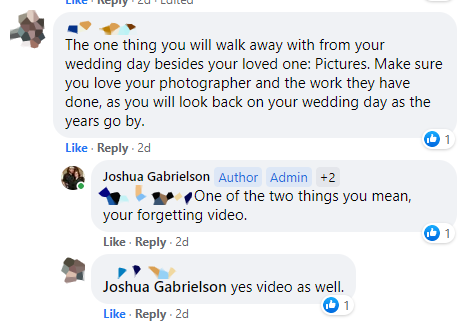 Like · Reply · 2d · Edited
The one thing you will walk away with from your
wedding day besides your loved one: Pictures. Make sure
you love your photographer and the work they have
done, as you will look back on your wedding day as the
years go by.
1
Like · Reply · 2d
Joshua Gabrielson Author Admin +2
One of the two things you mean,
your forgetting video.
1
Like · Reply · 2d
Joshua Gabrielson yes video as well.
1
Like · Reply · 2d